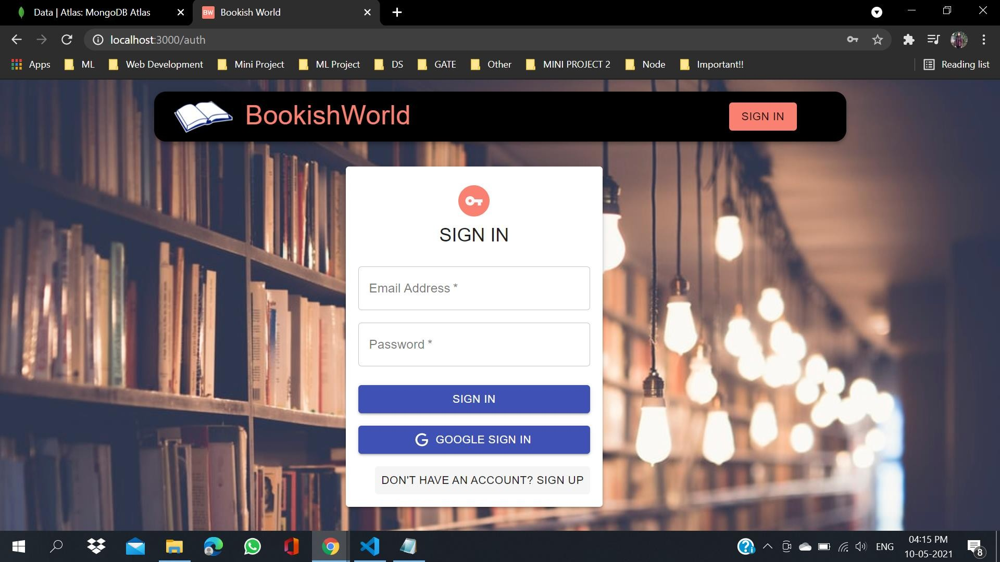 Data | Atlas: MongoDB Atlas
BW Bookish World
localhost:3000/auth
Apps ML Web Development Mini Project ML Project DS GATE Other MINI PROJECT 2 Node Important!! Reading list
BookishWorld
SIGN IN
SIGN IN
Email Address *
Password *
SIGN IN
G GOOGLE SIGN IN
DON'T HAVE AN ACCOUNT? SIGN UP
ENG
04:15 PM
10-05-2021
8